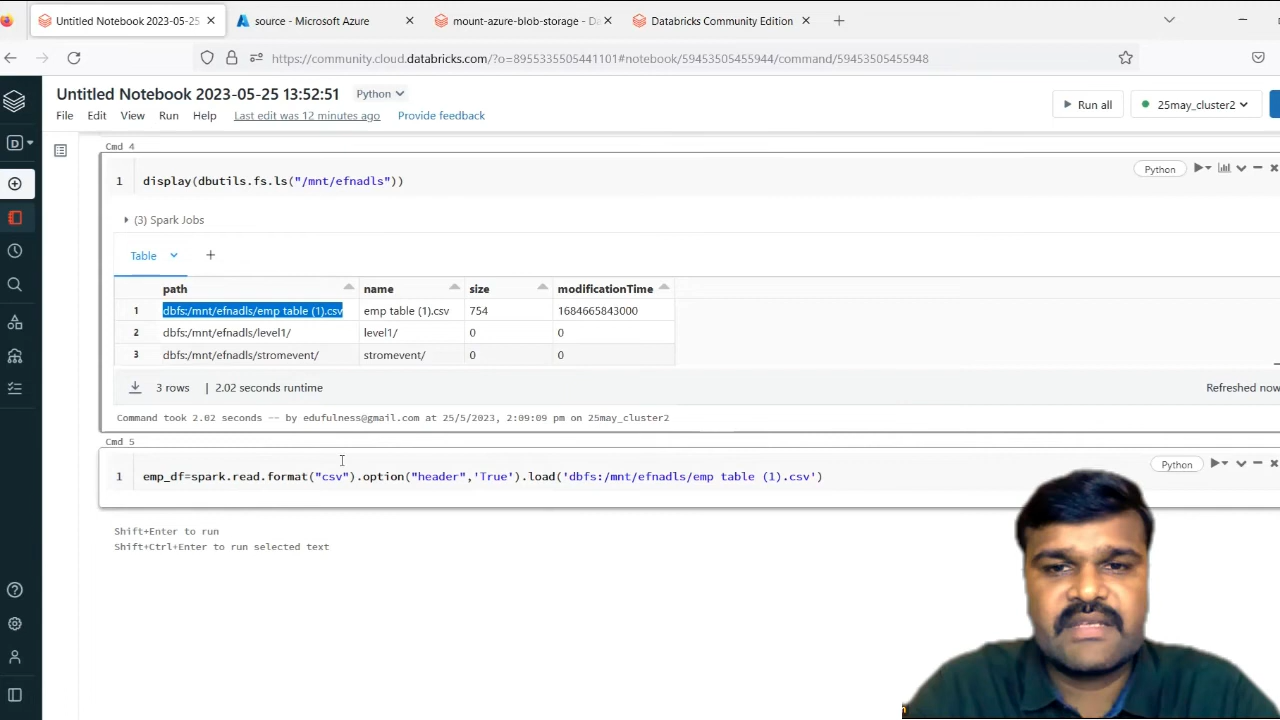 Untitled Notebook 2023-05-25
source - Microsoft Azure
mount-azure-blob-storage - Da
Databricks Community Edition
https://community.cloud.databricks.com/?o=8955335505441101#notebook/59453505455944/command/59453505455948
Untitled Notebook 2023-05-25 13:52:51 Python
File Edit View Run Help Last edit was 12 minutes ago Provide feedback
Run all
25may_cluster2
D
Cmd 4
1 display(dbutils.fs.ls("/mnt/efnadls"))
Python
(3) Spark Jobs
Table +
path name size modificationTime
1 dbfs:/mnt/efnadls/emp table (1).csv emp table (1).csv 754 1684665843000
2 dbfs:/mnt/efnadls/level1/ level1/ 0 0
3 dbfs:/mnt/efnadls/stromevent/ stromevent/ 0 0
3 rows | 2.02 seconds runtime
Refreshed now
Command took 2.02 seconds -- by edufulness@gmail.com at 25/5/2023, 2:09:09 pm on 25may_cluster2
Cmd 5
Python
1 emp_df=spark.read.format("csv").option("header",'True').load('dbfs:/mnt/efnadls/emp table (1).csv')
Shift+Enter to run
Shift+Ctrl+Enter to run selected text